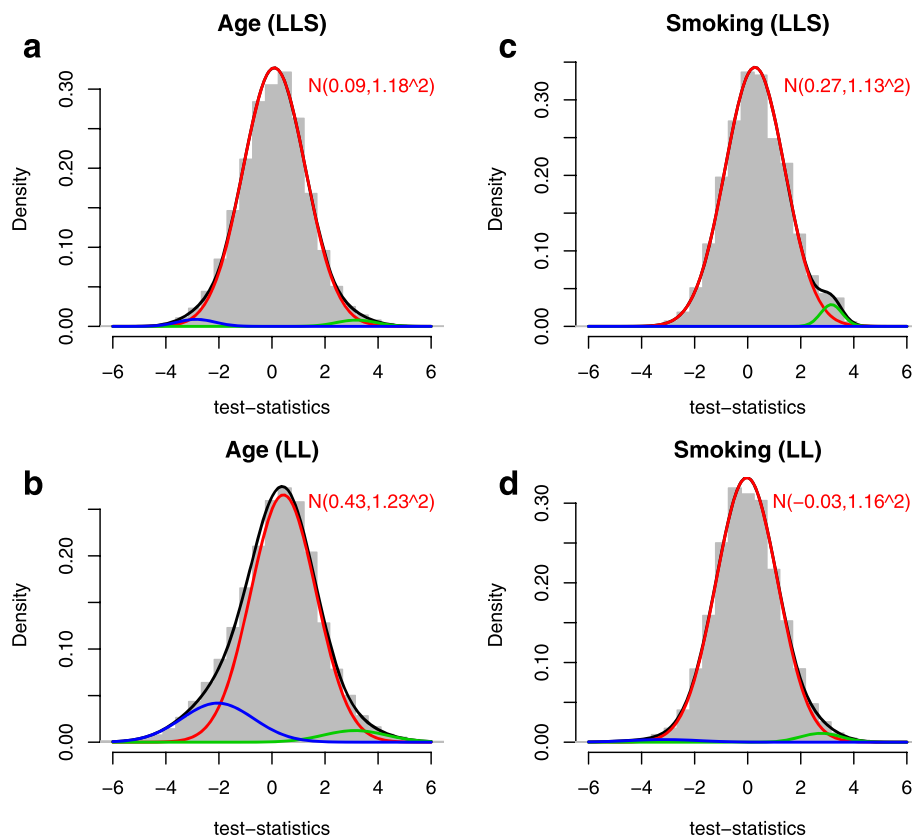 a
Age (LLS)
N(0.09,1.18^2)
Density
0.00 0.10 0.20 0.30
−6 −4 −2 0 2 4 6
test−statistics
c
Smoking (LLS)
N(0.27,1.13^2)
Density
0.00 0.10 0.20 0.30
−6 −4 −2 0 2 4 6
test−statistics
b
Age (LL)
N(0.43,1.23^2)
Density
0.00 0.10 0.20
−6 −4 −2 0 2 4 6
test−statistics
d
Smoking (LL)
N(−0.03,1.16^2)
Density
0.00 0.10 0.20 0.30
−6 −4 −2 0 2 4 6
test−statistics